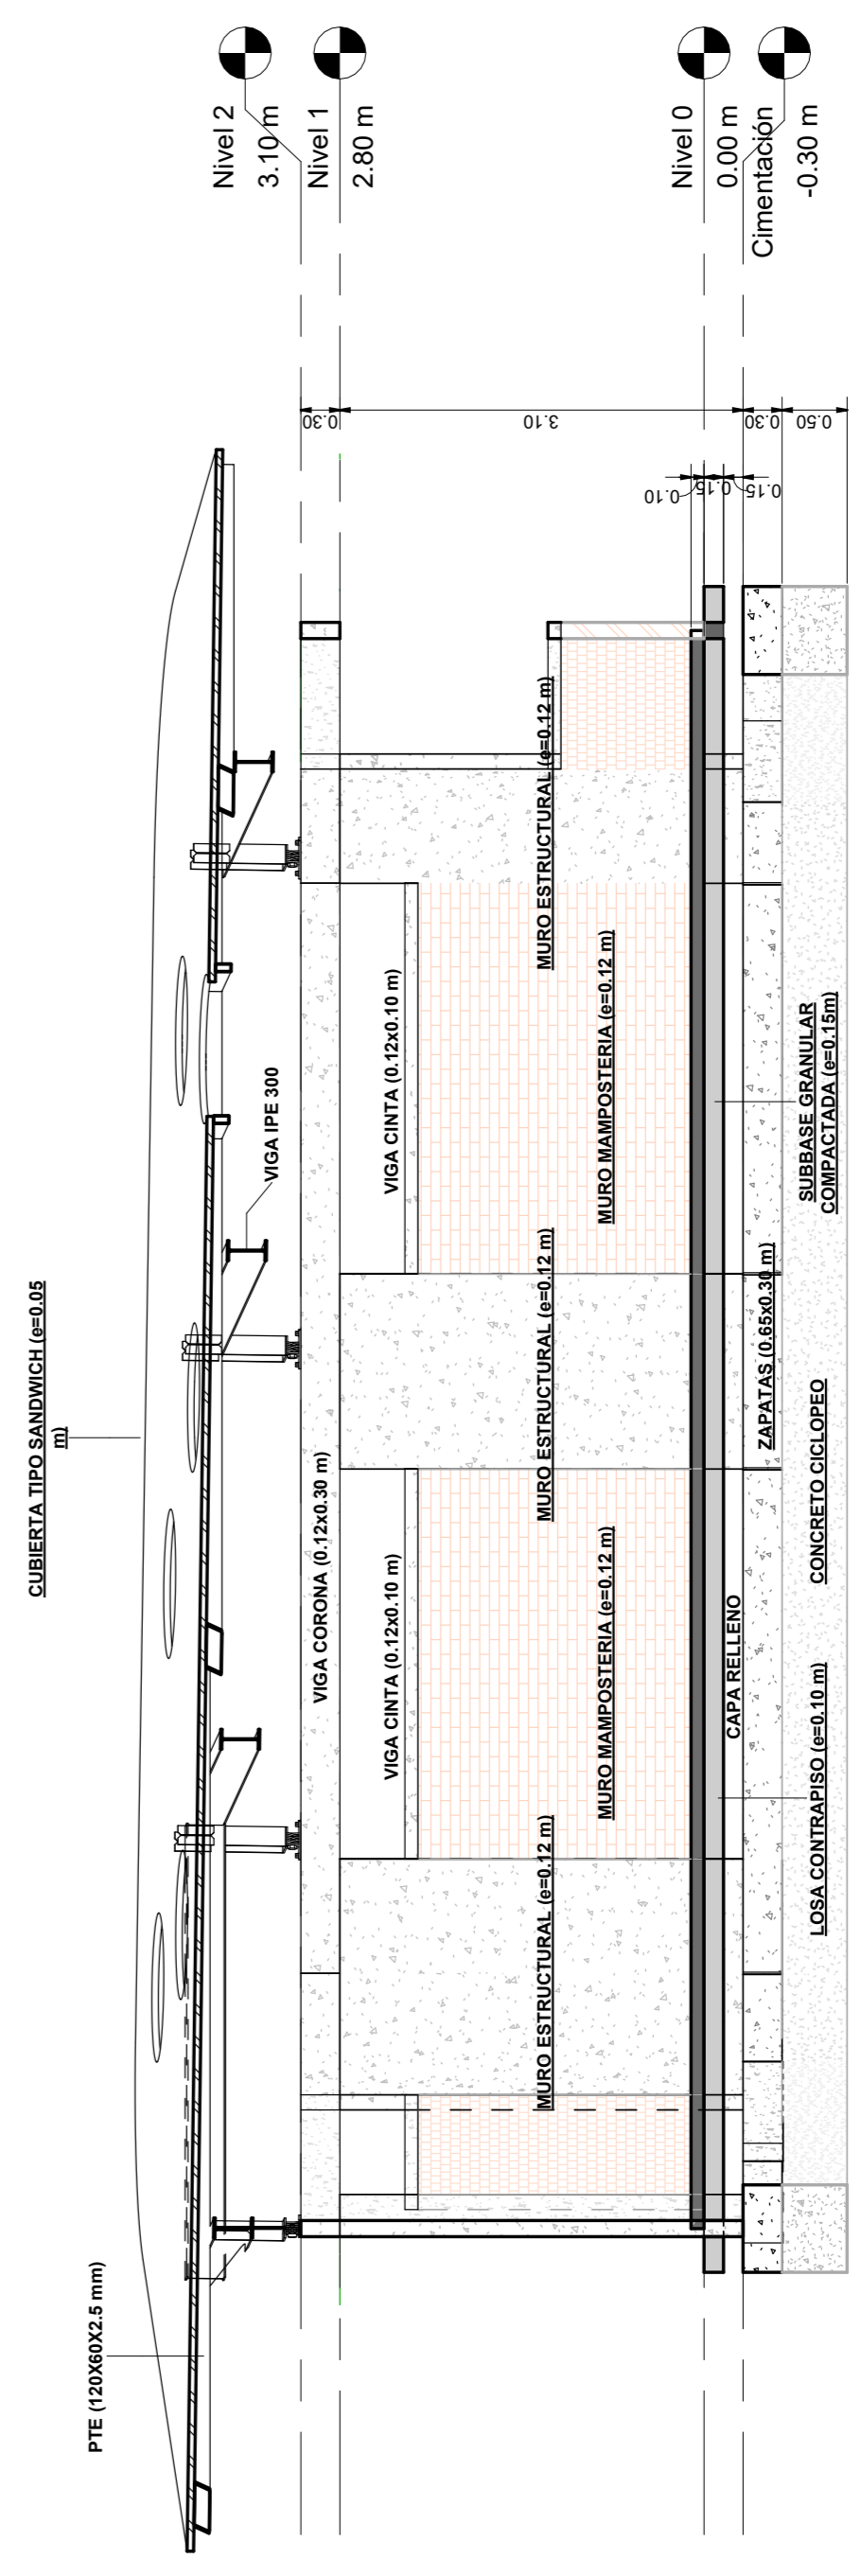 CUBIERTA TIPO SANDWICH (e=0.05
m)
PTE (120X60X2.5 mm)
VIGA IPE 300
Nivel 2
3.10 m
Nivel 1
2.80 m
Nivel 0
0.00 m
Cimentación
-0.30 m
VIGA CORONA (0.12x0.30 m)
VIGA CINTA (0.12x0.10 m)
VIGA CINTA (0.12x0.10 m)
MURO ESTRUCTURAL (e=0.12 m)
MURO ESTRUCTURAL (e=0.12 m)
MURO ESTRUCTURAL (e=0.12 m)
MURO MAMPOSTERIA (e=0.12 m)
MURO MAMPOSTERIA (e=0.12 m)
CAPA RELLENO
ZAPATAS (0.65x0.30 m)
LOSA CONTRAPISO (e=0.10 m)
CONCRETO CICLOPEO
SUBBASE GRANULAR
COMPACTADA (e=0.15m)
0.30
3.10
0.30
0.50
0.10
0.15
0.15